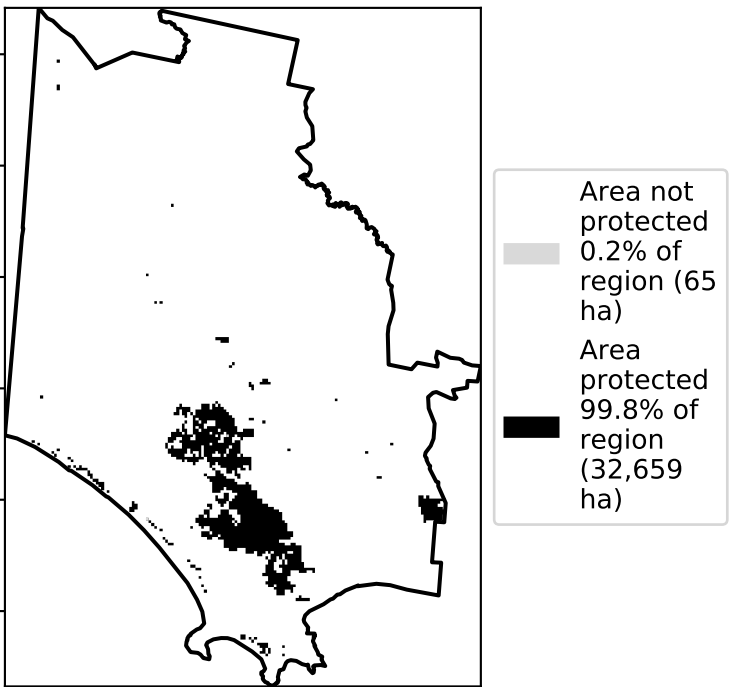 Area not
protected
0.2% of
region (65
ha)
Area
protected
99.8% of
region
(32,659
ha)